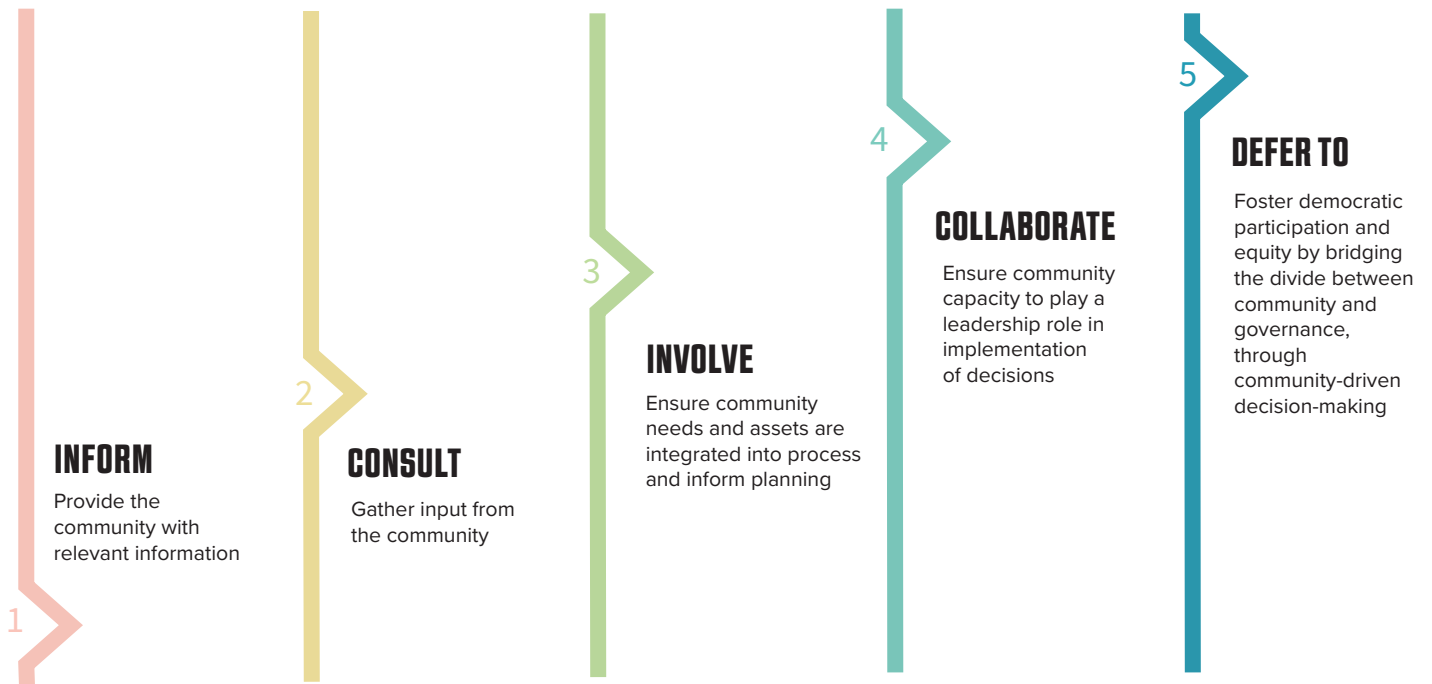 1
INFORM
Provide the
community with
relevant information
2
CONSULT
Gather input from
the community
3
INVOLVE
Ensure community
needs and assets are
integrated into process
and inform planning
4
COLLABORATE
Ensure community
capacity to play a
leadership role in
implementation
of decisions
5
DEFER TO
Foster democratic
participation and
equity by bridging
the divide between
community and
governance,
through
community-driven
decision-making